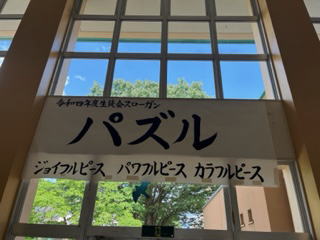 令和四年度生徒会スローガン
パズル
ジョイフルピース パワフルピース カラフルピース